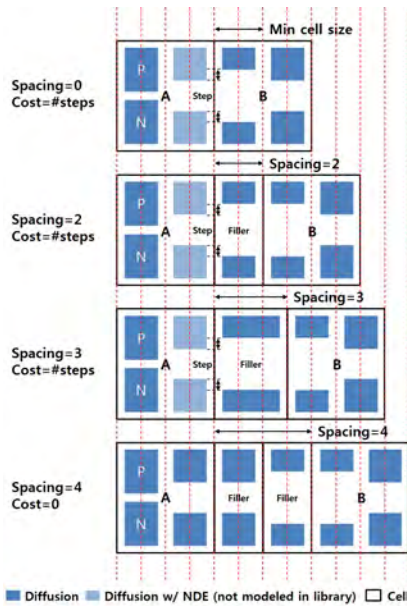 Min cell size
Spacing=0
Cost=#steps
P
N
A
Step
B
Spacing=2
Spacing=2
Cost=#steps
P
N
A
Step
Filler
B
Spacing=3
Spacing=3
Cost=#steps
P
N
A
Step
Filler
B
Spacing=4
Spacing=4
Cost=0
P
N
A
Filler
Filler
B
Diffusion Diffusion w/ NDE (not modeled in library) Cell